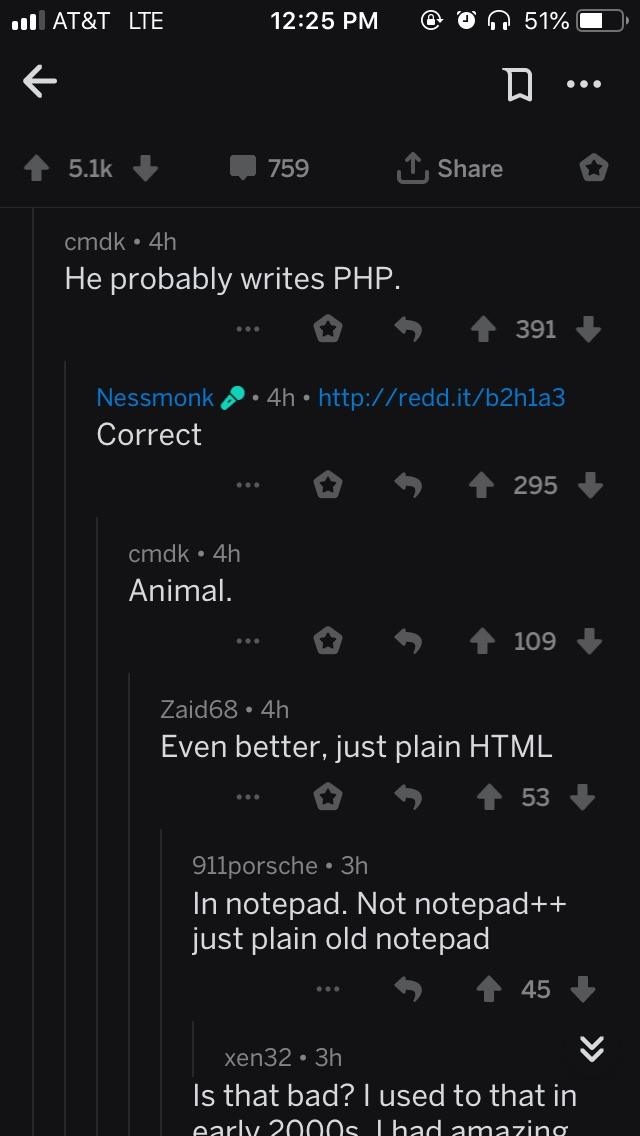 AT&T LTE 12:25 PM 51%
5.1k 759 Share
cmdk • 4h
He probably writes PHP.
391
Nessmonk • 4h • http://redd.it/b2h1a3
Correct
295
cmdk • 4h
Animal.
109
Zaid68 • 4h
Even better, just plain HTML
53
911porsche • 3h
In notepad. Not notepad++
just plain old notepad
45
xen32 • 3h
Is that bad? I used to that in
early 2000s. I had amazing